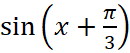 sin (x + π/3)